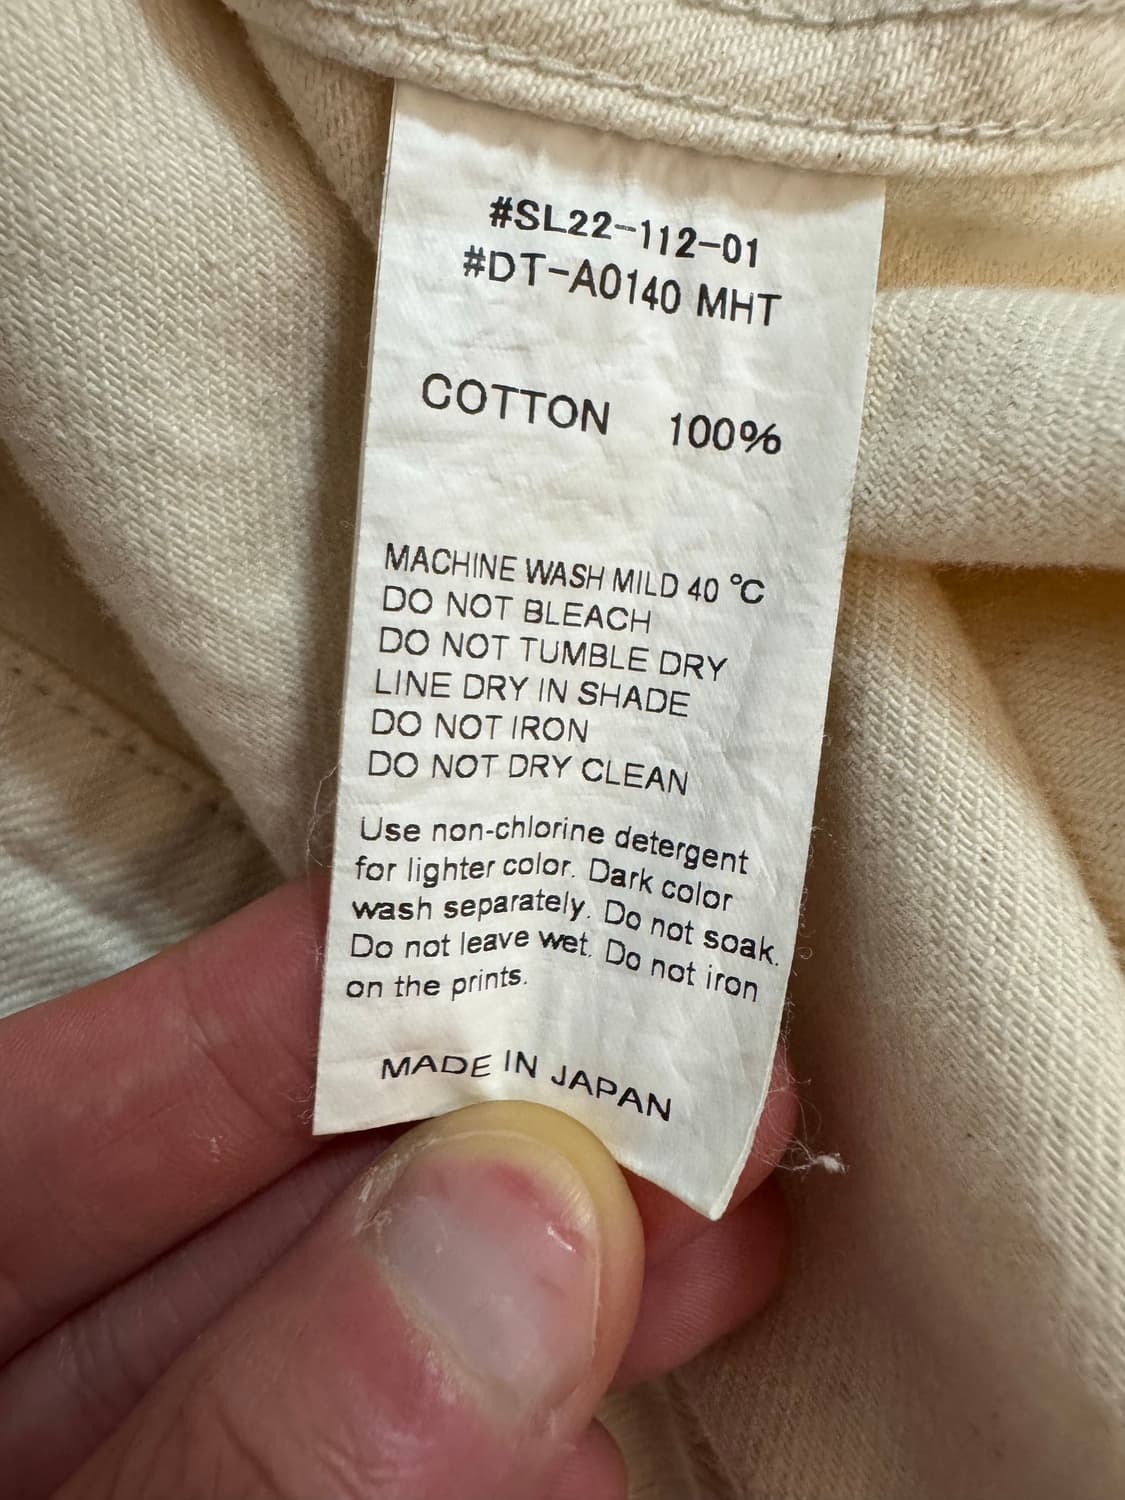 #SL22-112-01
#DT-A0140 MHT
COTTON 100%
MACHINE WASH MILD 40 ℃
DO NOT BLEACH
DO NOT TUMBLE DRY
LINE DRY IN SHADE
DO NOT IRON
DO NOT DRY CLEAN
Use non-chlorine detergent
for lighter color. Dark color
wash separately. Do not soak.
Do not leave wet. Do not iron
on the prints.
MADE IN JAPAN